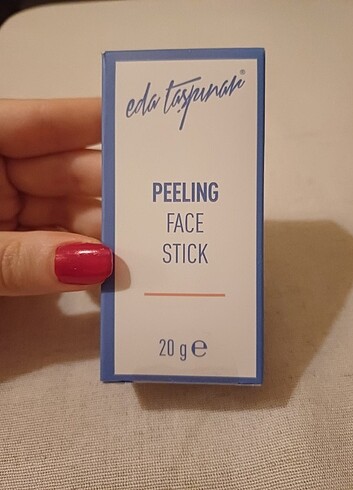 eda taşpınar®
PEELING
FACE
STICK
20 g ℮